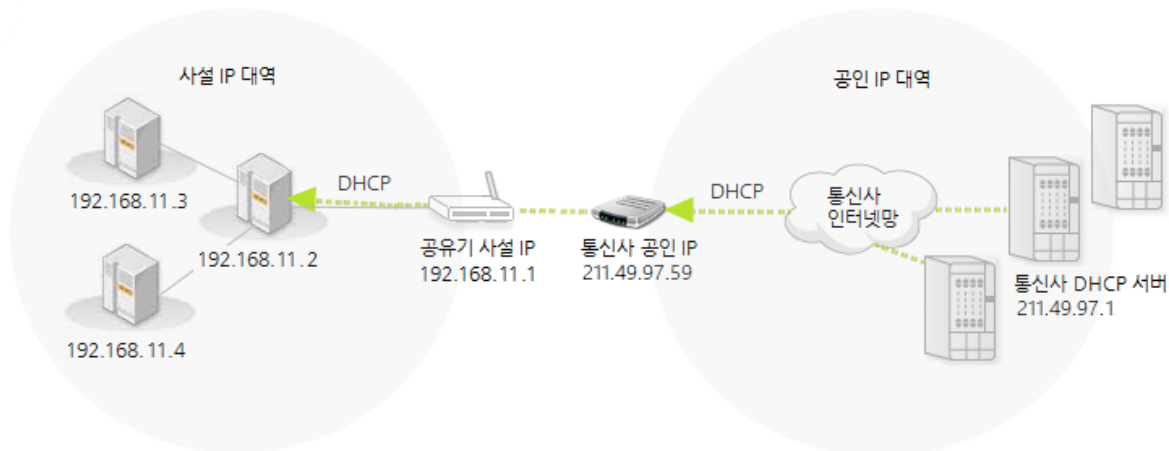 사설 IP 대역
공인 IP 대역
192.168.11.3
192.168.11.2
192.168.11.4
DHCP
공유기 사설 IP
192.168.11.1
통신사 공인 IP
211.49.97.59
DHCP
통신사
인터넷망
통신사 DHCP 서버
211.49.97.1